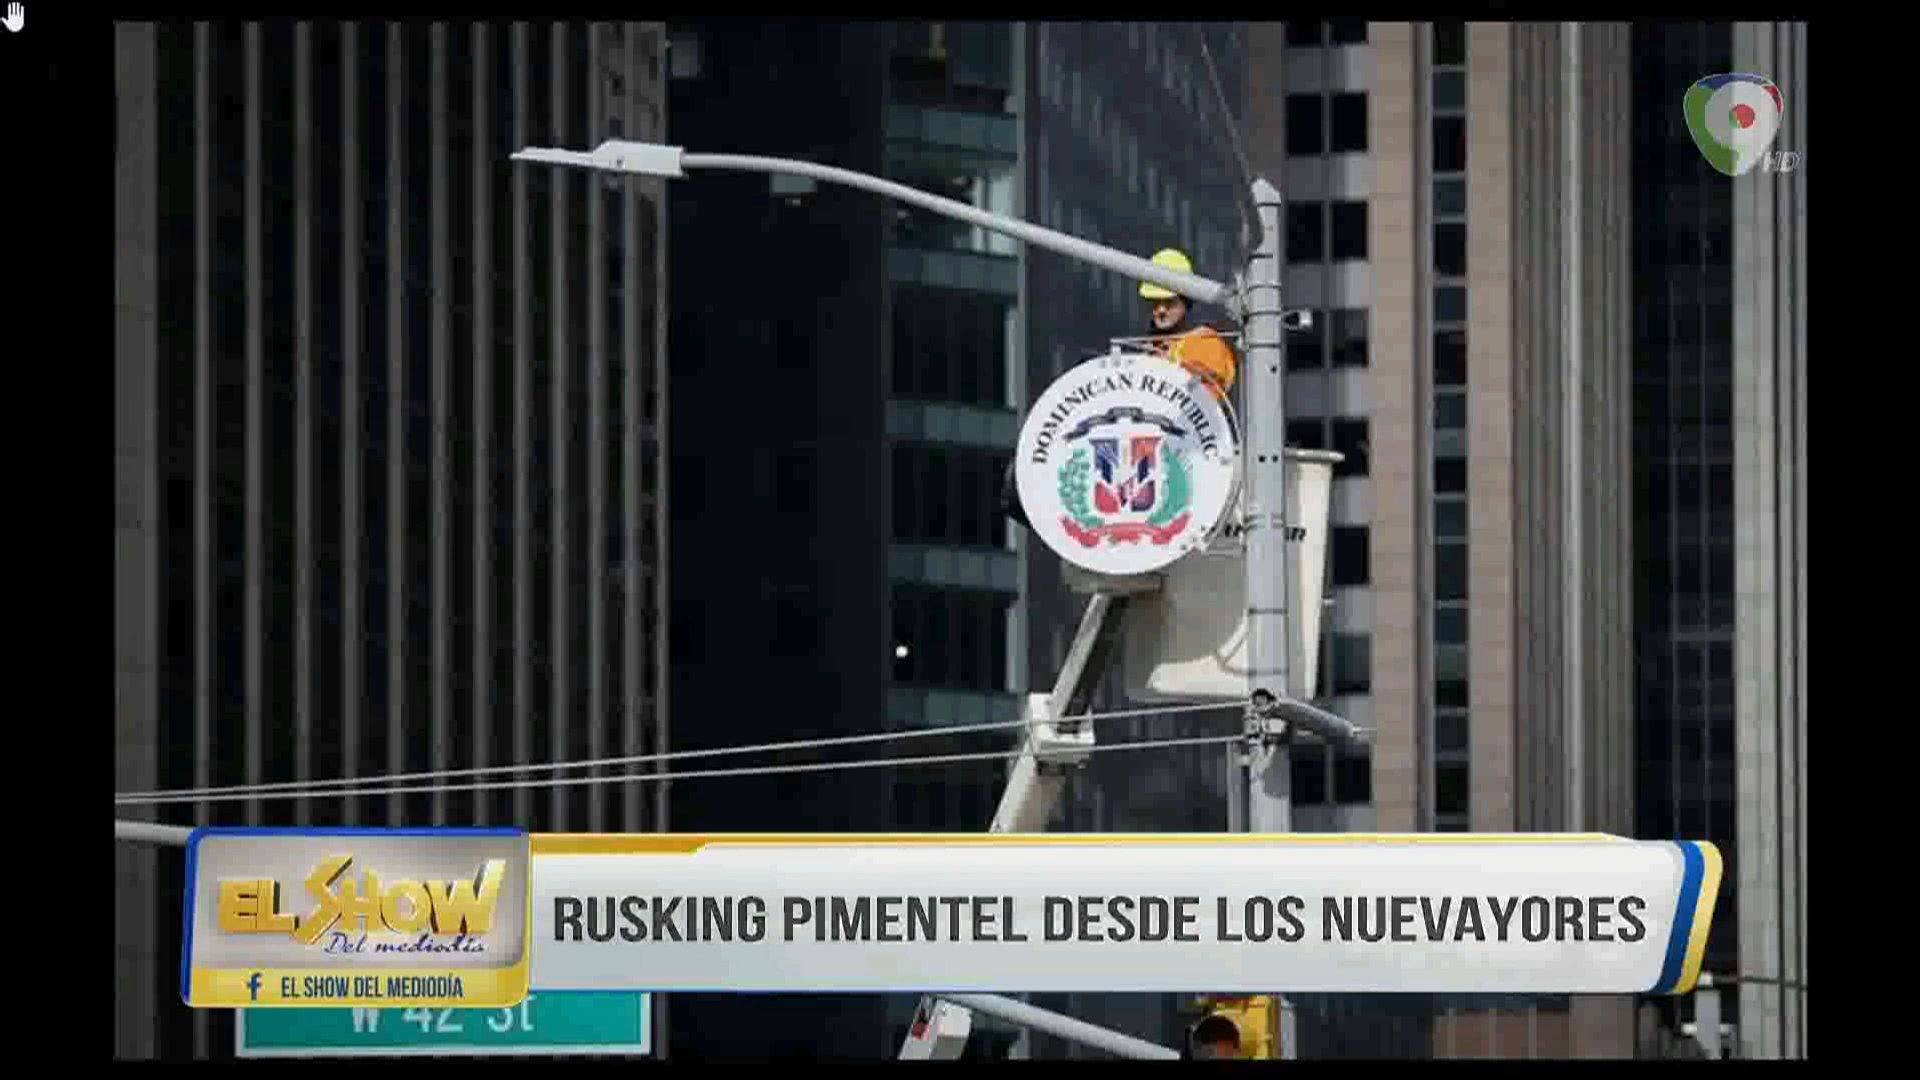 HD
DOMINICAN REPUBLIC
EL SHOW
Del mediodía
RUSKING PIMENTEL DESDE LOS NUEVAYORES
f EL SHOW DEL MEDIODÍA
W 42 St